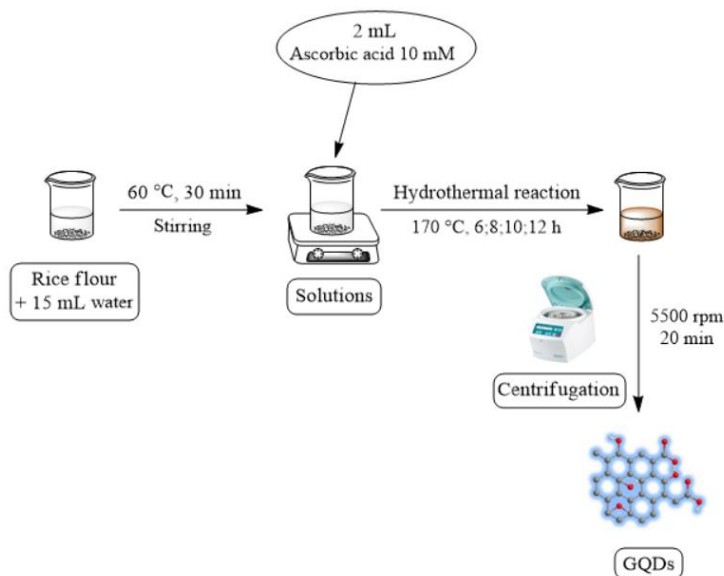 2 mL
Ascorbic acid 10 mM
60 °C, 30 min
Stirring
Hydrothermal reaction
170 °C, 6;8;10;12 h
Rice flour
+ 15 mL water
Solutions
5500 rpm
20 min
Centrifugation
GQDs